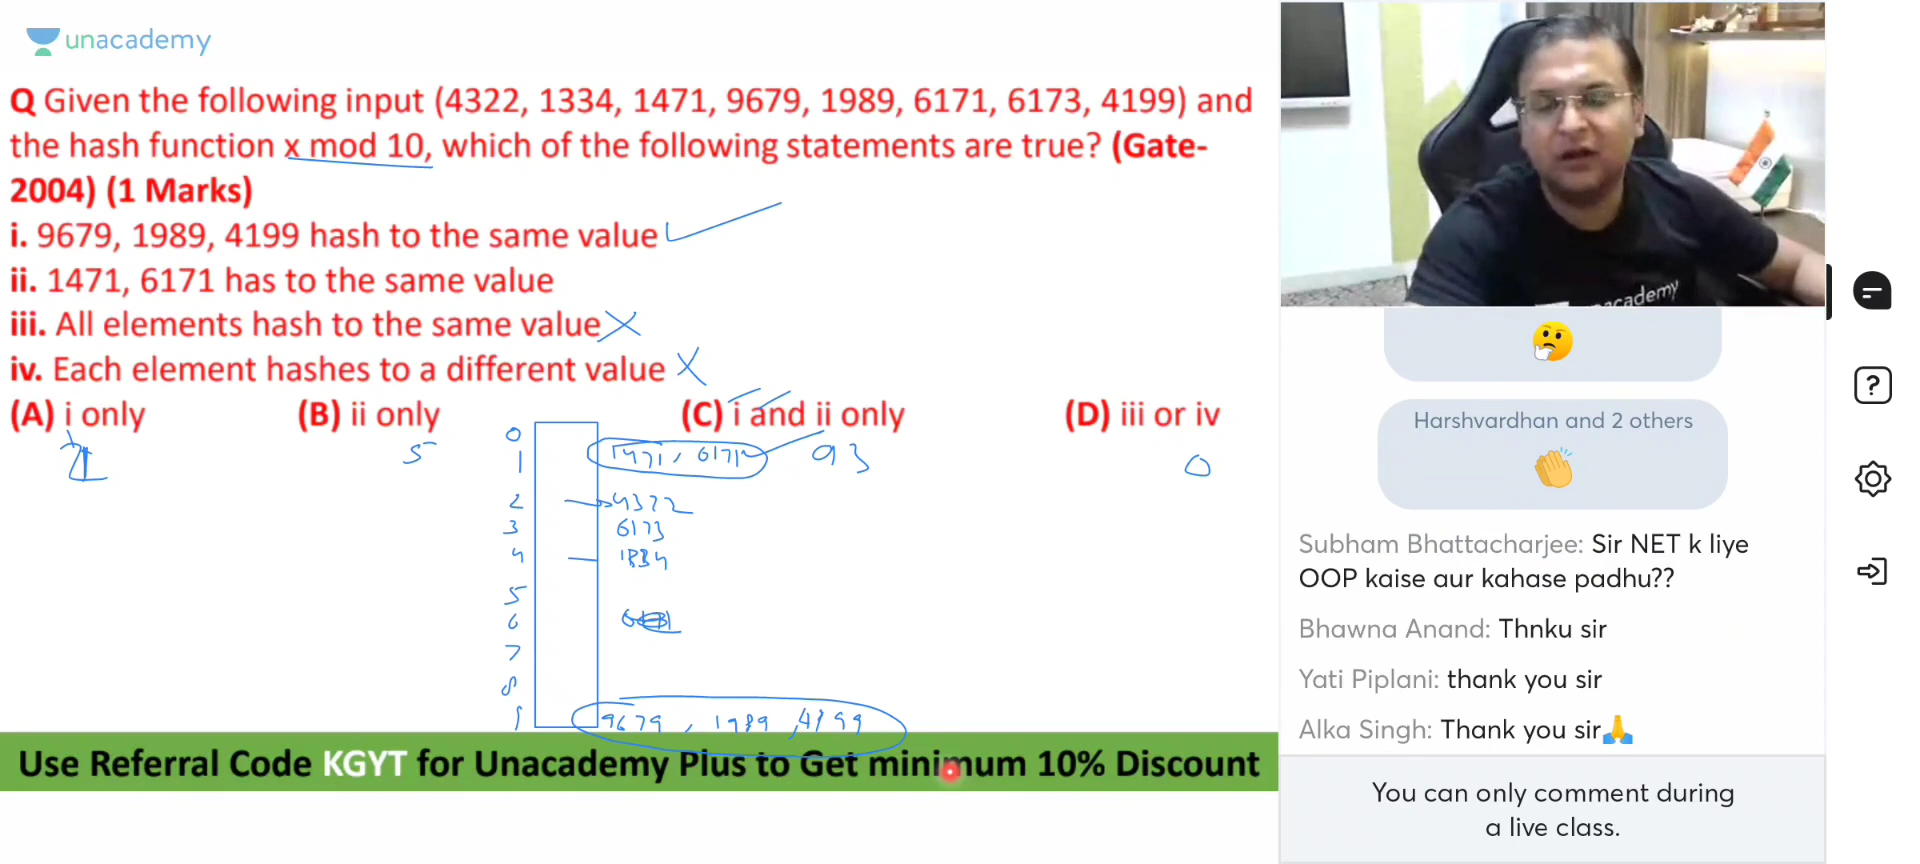 unacademy
Q Given the following input (4322, 1334, 1471, 9679, 1989, 6171, 6173, 4199) and
the hash function x mod 10, which of the following statements are true? (Gate-
2004) (1 Marks)
i. 9679, 1989, 4199 hash to the same value
ii. 1471, 6171 has to the same value
iii. All elements hash to the same value
iv. Each element hashes to a different value
(A) i only (B) ii only (C) i and ii only (D) iii or iv
5 93 0
0
1 1471, 6171
2 4322
3 6173
4 1334
5
6
7
8
9 9679, 1989, 4199
Use Referral Code KGYT for Unacademy Plus to Get minimum 10% Discount
unacademy
Harshvardhan and 2 others
Subham Bhattacharjee: Sir NET k liye
OOP kaise aur kahase padhu??
Bhawna Anand: Thnku sir
Yati Piplani: thank you sir
Alka Singh: Thank you sir🙏
You can only comment during
a live class.
?